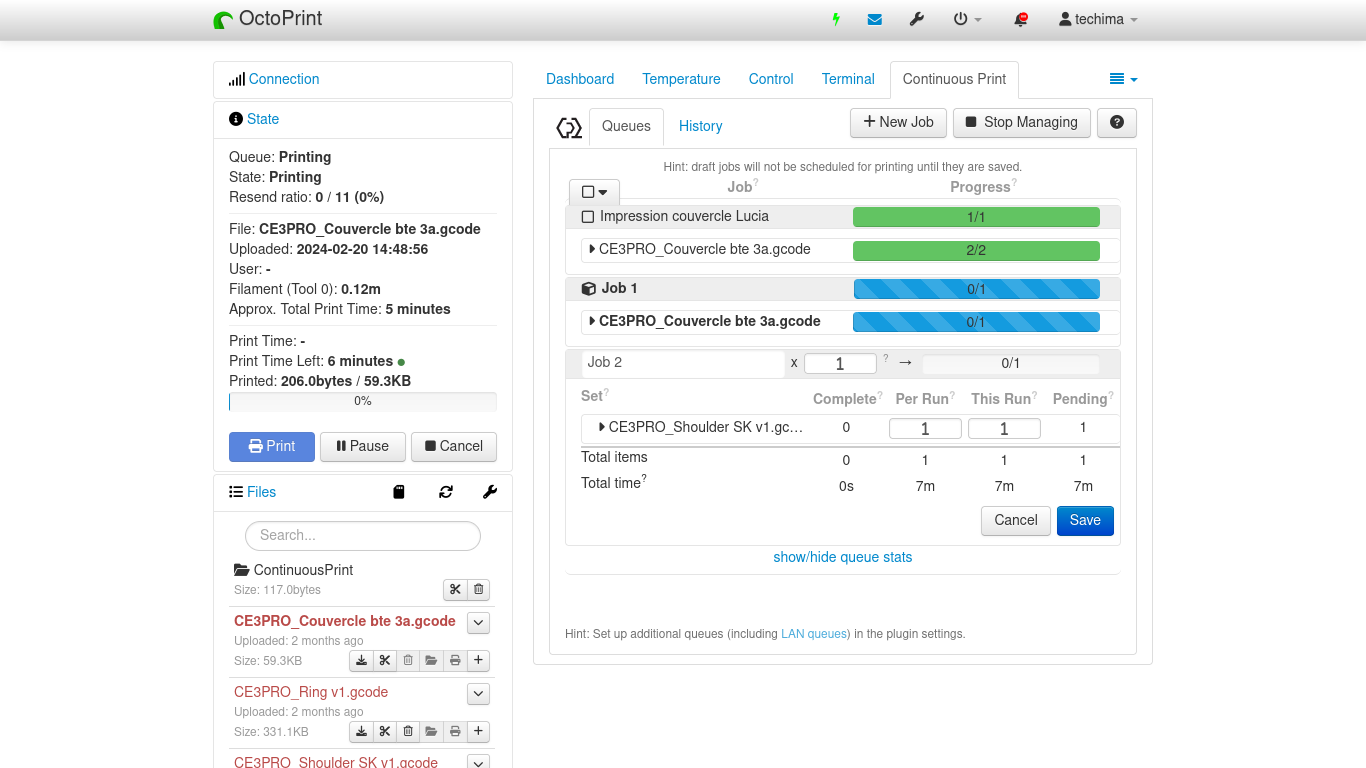 OctoPrint
techima
Connection
State
Queue: Printing
State: Printing
Resend ratio: 0 / 11 (0%)
File: CE3PRO_Couvercle bte 3a.gcode
Uploaded: 2024-02-20 14:48:56
User: -
Filament (Tool 0): 0.12m
Approx. Total Print Time: 5 minutes
Print Time: -
Print Time Left: 6 minutes
Printed: 206.0bytes / 59.3KB
0%
Print Pause Cancel
Files
Search...
ContinuousPrint
Size: 117.0bytes
CE3PRO_Couvercle bte 3a.gcode
Uploaded: 2 months ago
Size: 59.3KB
CE3PRO_Ring v1.gcode
Uploaded: 2 months ago
Size: 331.1KB
CE3PRO_Shoulder SK v1.gcode
Dashboard Temperature Control Terminal Continuous Print
Queues History New Job Stop Managing ?
Hint: draft jobs will not be scheduled for printing until they are saved.
Job? Progress?
Impression couvercle Lucia 1/1
CE3PRO_Couvercle bte 3a.gcode 2/2
Job 1 0/1
CE3PRO_Couvercle bte 3a.gcode 0/1
Job 2 x 1 ? → 0/1
Set? Complete? Per Run? This Run? Pending?
CE3PRO_Shoulder SK v1.gc... 0 1 1 1
Total items 0 1 1 1
Total time? 0s 7m 7m 7m
Cancel Save
show/hide queue stats
Hint: Set up additional queues (including LAN queues) in the plugin settings.